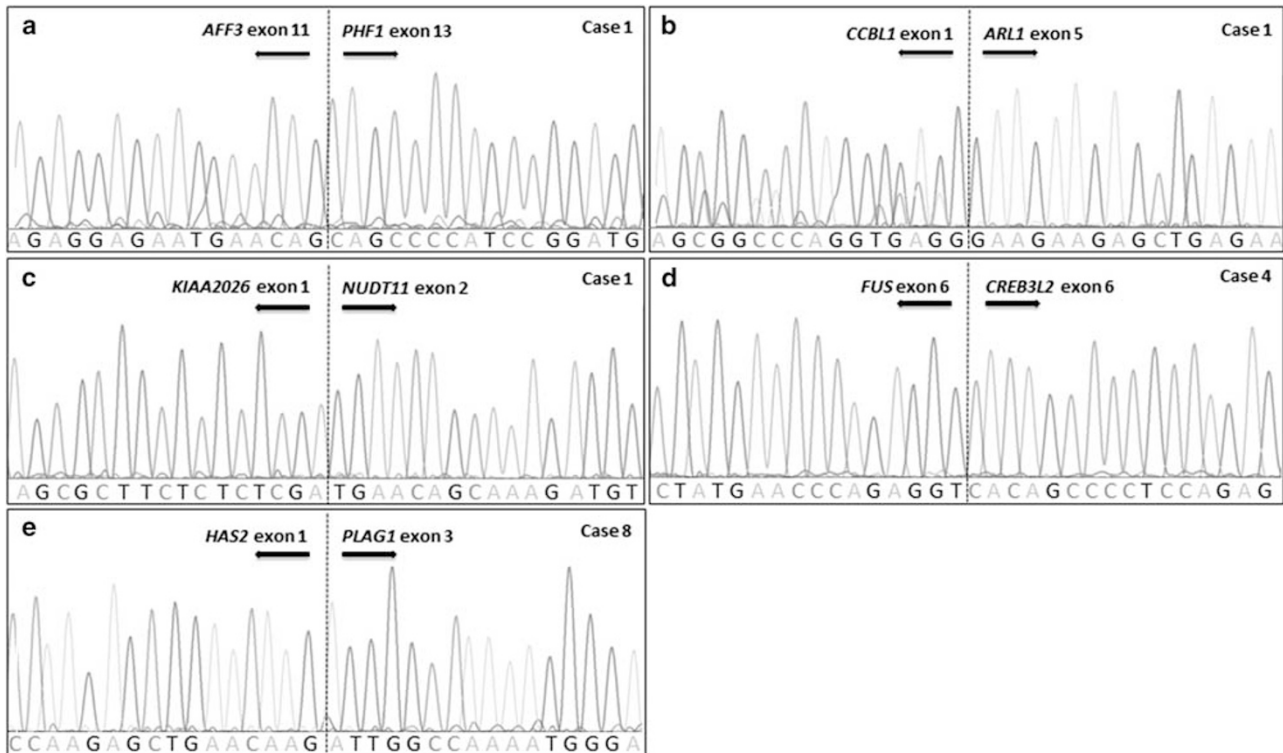 a
AFF3 exon 11
PHF1 exon 13
Case 1
AGAGGAGAATGAACAGCAGCCCCATCCGGATG
b
CCBL1 exon 1
ARL1 exon 5
Case 1
AGCGGCCCAGGTGAGGGAAGAAGAGCTGAGAA
c
KIAA2026 exon 1
NUDT11 exon 2
Case 1
AGCGCTTCTCTCTCGATGAACAGCAAAGATGT
d
FUS exon 6
CREB3L2 exon 6
Case 4
CTATGAACCCAGAGGTCACAGCCCCTCCAGAG
e
HAS2 exon 1
PLAG1 exon 3
Case 8
CCAAGAGCTGAACAAGATTGGCCAAAATGGGA